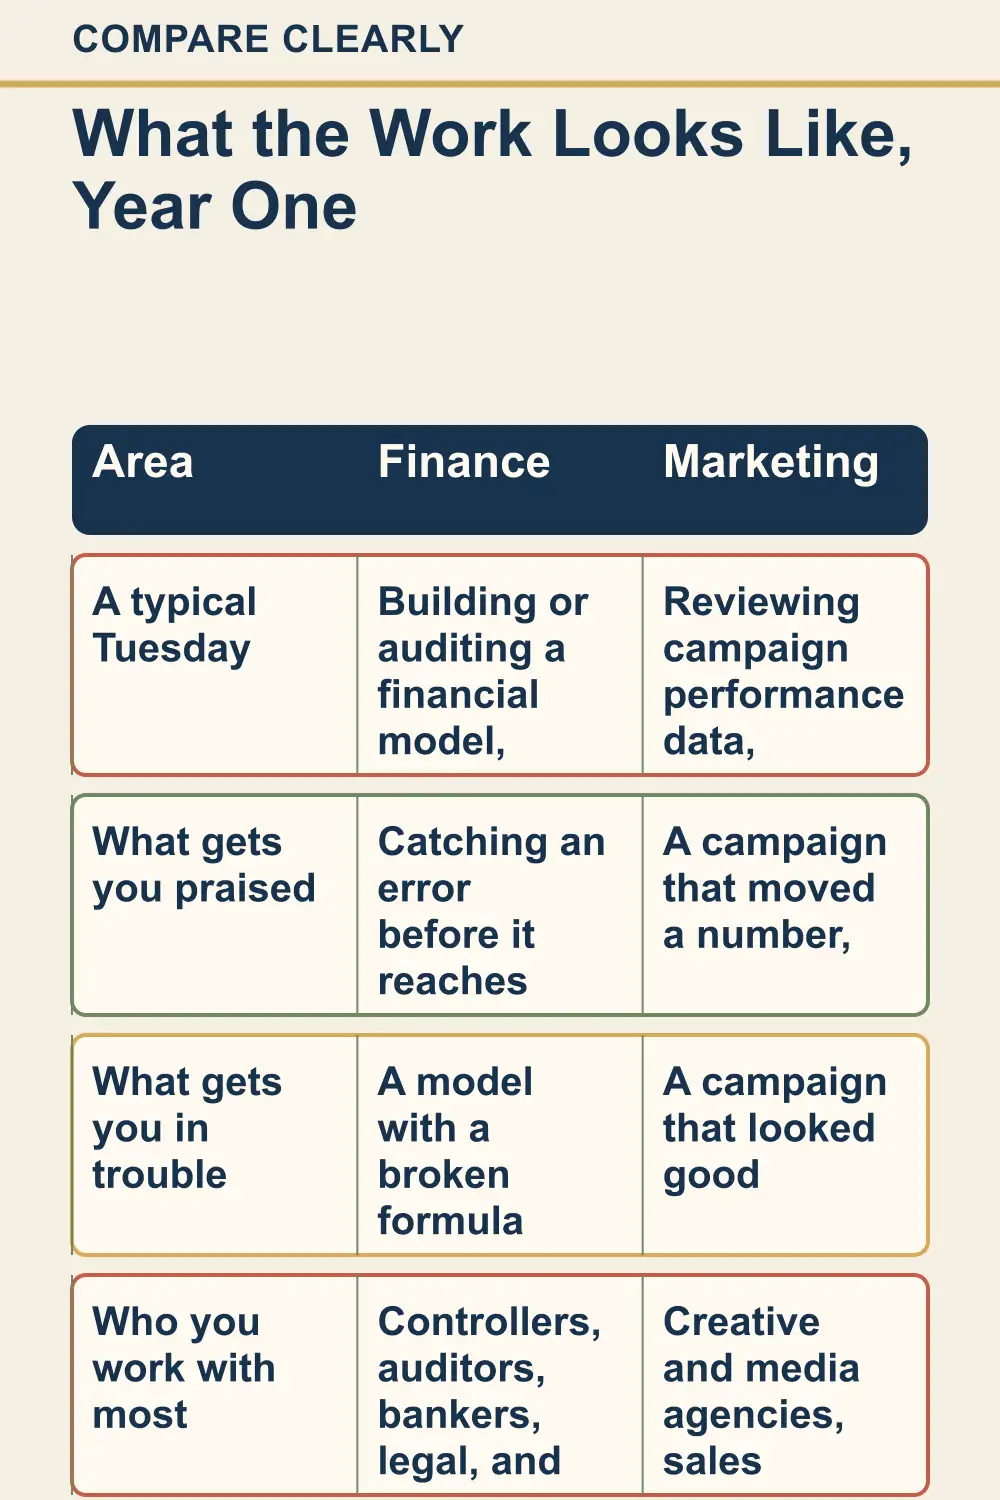 COMPARE CLEARLY
What the Work Looks Like,
Year One
Area
Finance
Marketing
A typical
Tuesday
Building or
auditing a
financial
model,
Reviewing
campaign
performance
data,
What gets
you praised
Catching an
error
before it
reaches
A campaign
that moved
a number,
What gets
you in
trouble
A model
with a
broken
formula
A campaign
that looked
good
Who you
work with
most
Controllers,
auditors,
bankers,
legal, and
Creative
and media
agencies,
sales